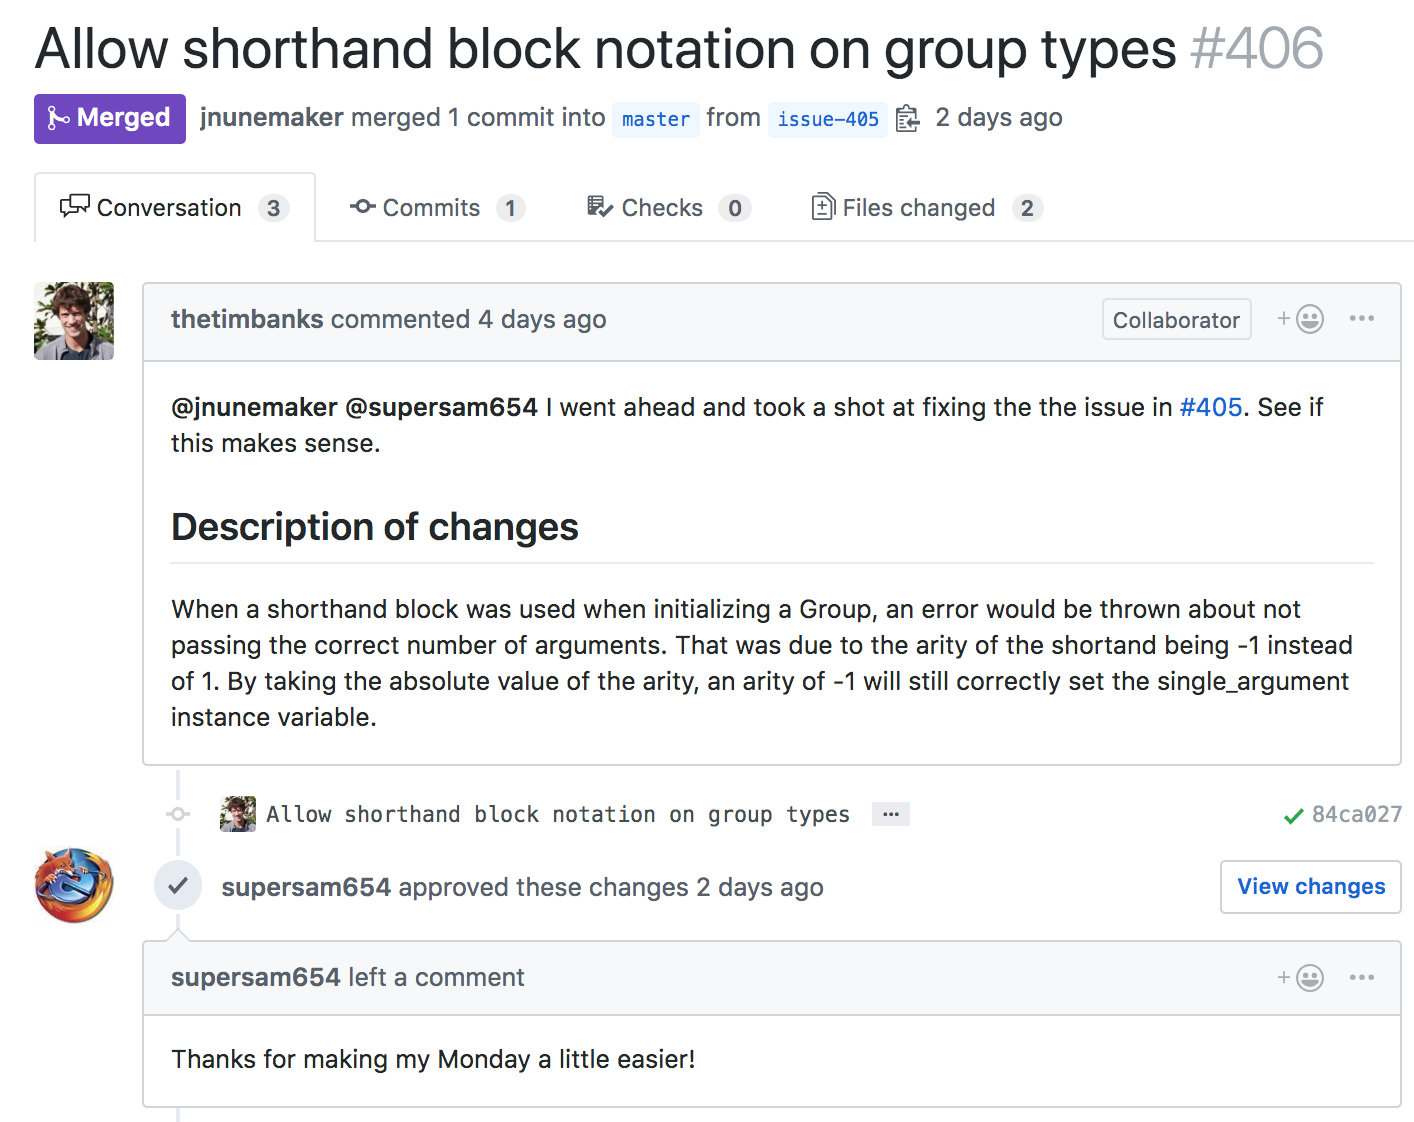 Allow shorthand block notation on group types #406
Merged jnunemaker merged 1 commit into master from issue-405 2 days ago
Conversation 3 Commits 1 Checks 0 Files changed 2
thetimbanks commented 4 days ago Collaborator
@jnunemaker @supersam654 I went ahead and took a shot at fixing the the issue in #405. See if
this makes sense.
Description of changes
When a shorthand block was used when initializing a Group, an error would be thrown about not
passing the correct number of arguments. That was due to the arity of the shortand being -1 instead
of 1. By taking the absolute value of the arity, an arity of -1 will still correctly set the single_argument
instance variable.
Allow shorthand block notation on group types ... 84ca027
supersam654 approved these changes 2 days ago View changes
supersam654 left a comment
Thanks for making my Monday a little easier!